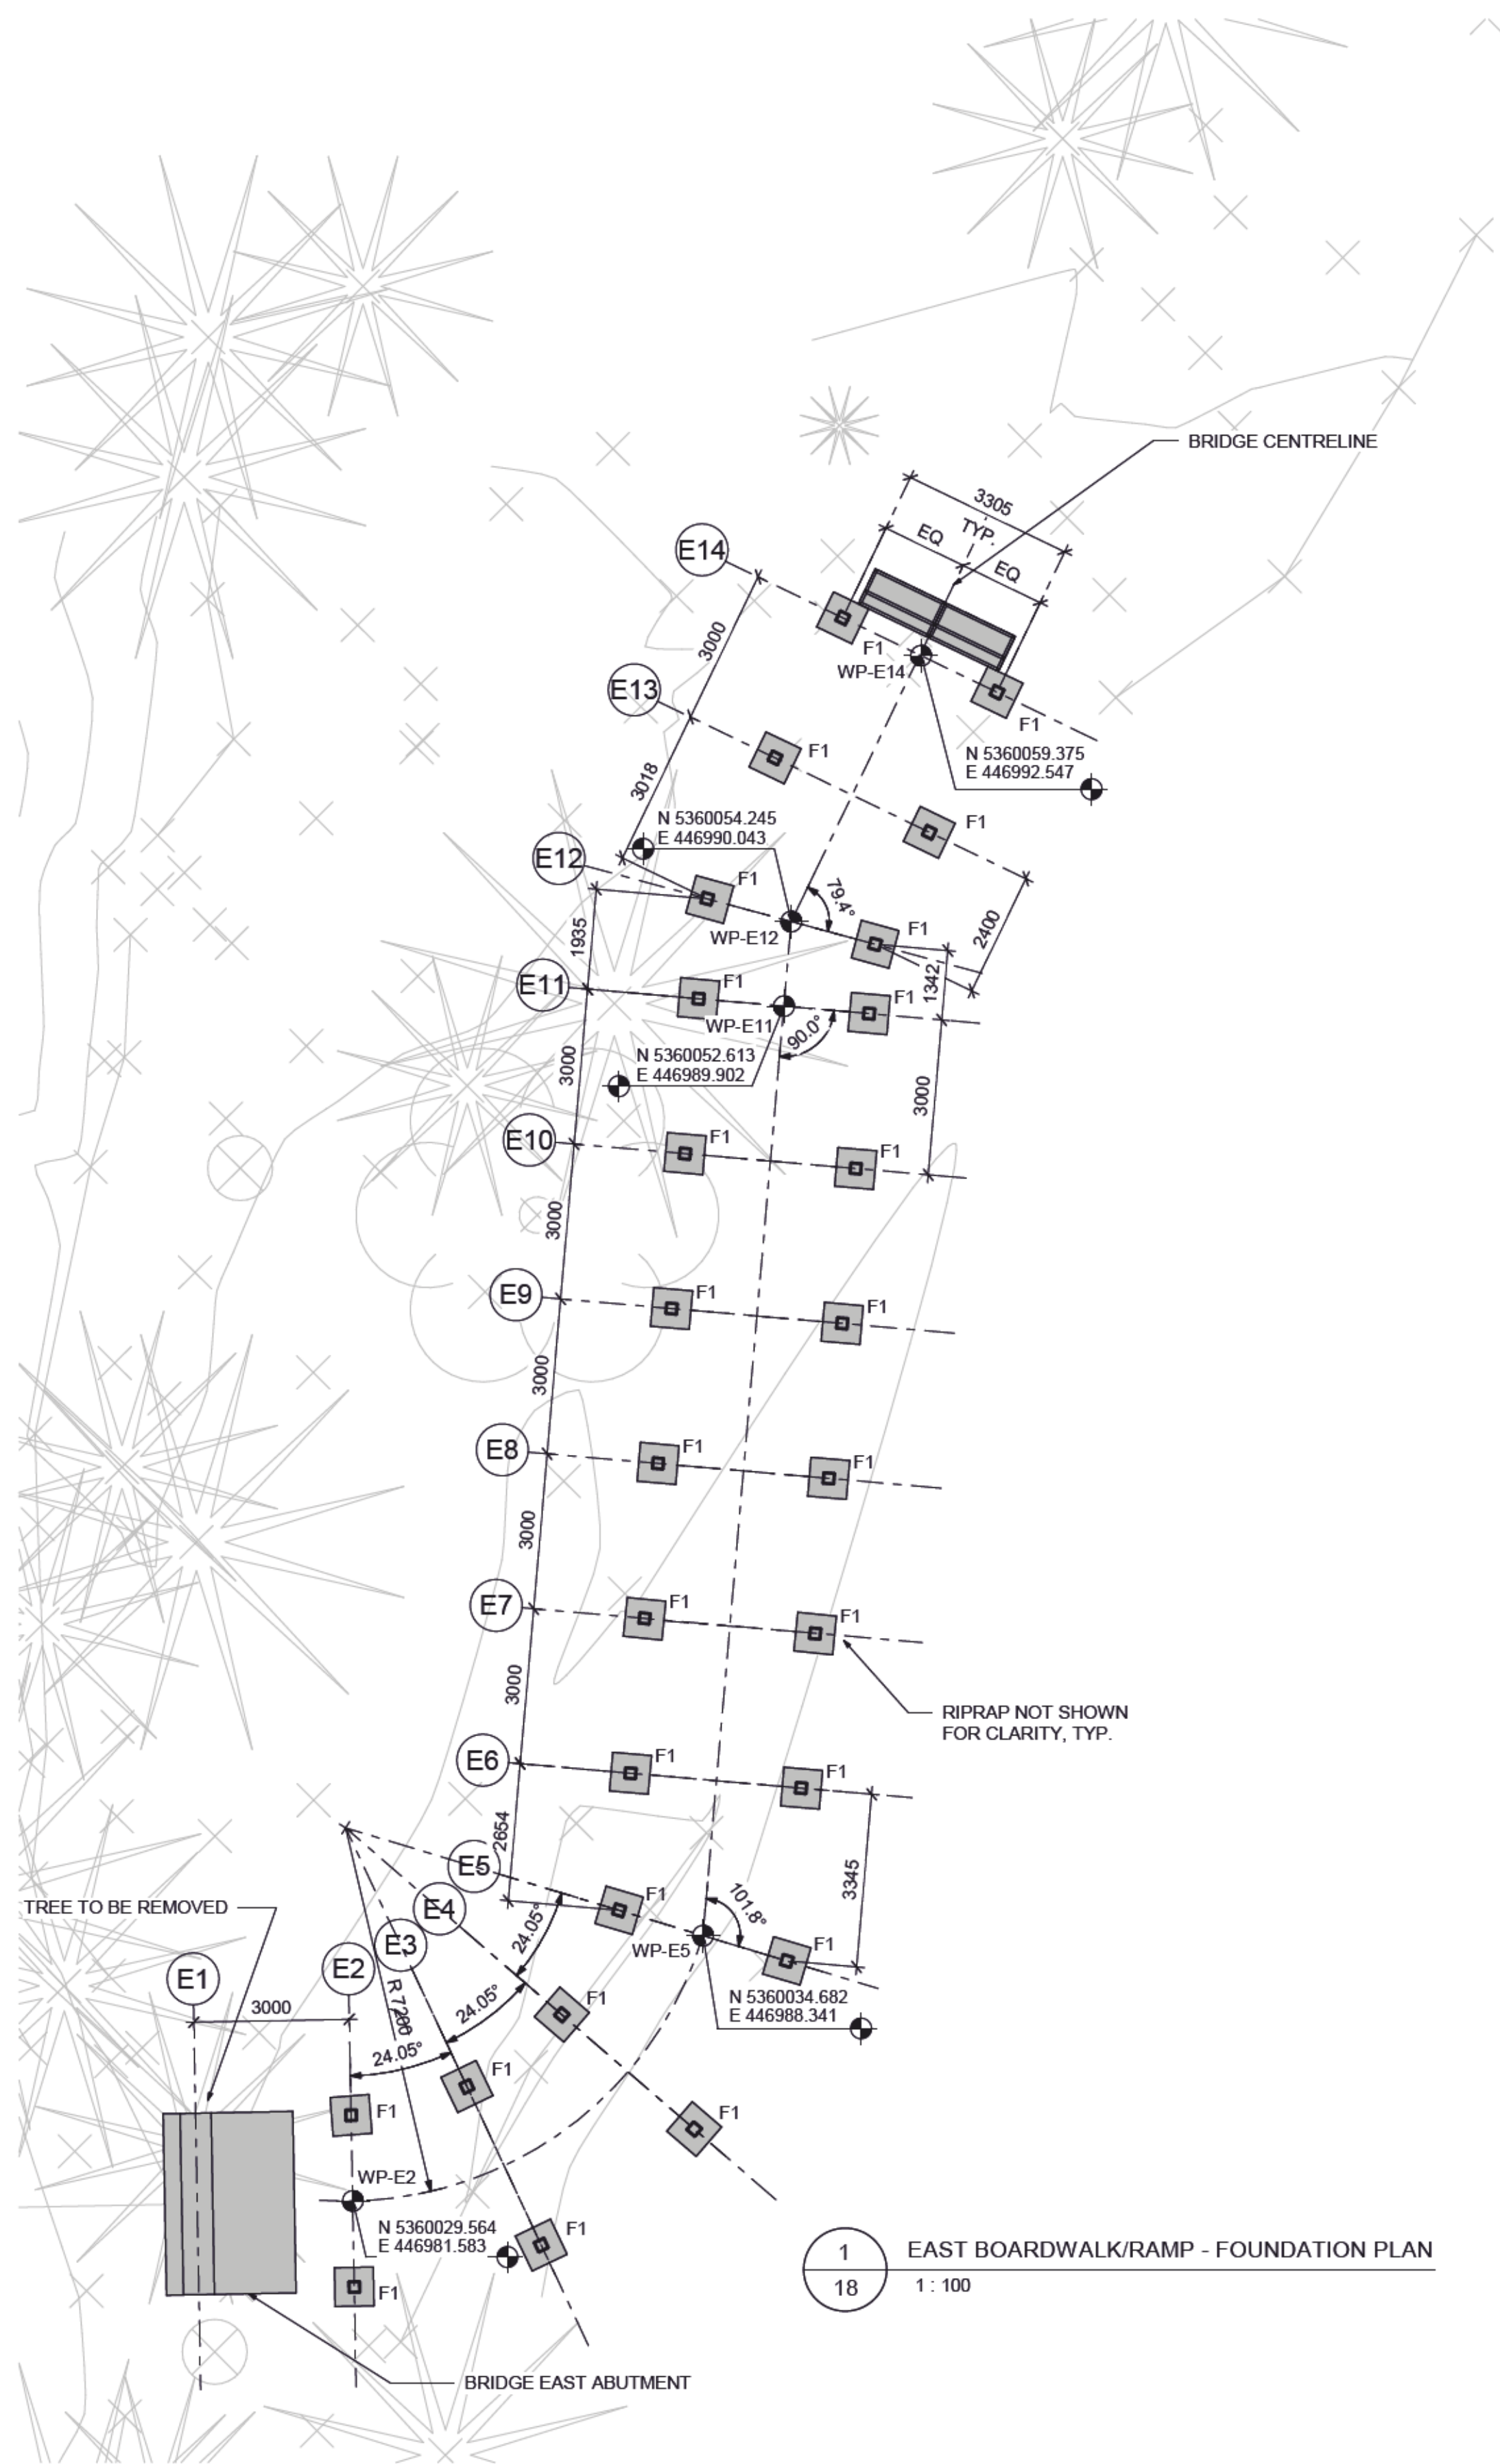 BRIDGE CENTRELINE
3305
TYP.
EQ
EQ
E14
3000
F1
WP-E14
F1
E13
F1
N 5360059.375
E 446992.547
3018
N 5360054.245
E 446990.043
F1
E12
F1
79.4°
F1
2400
WP-E12
1935
1342
E11
F1
F1
WP-E11
90.0°
N 5360052.613
E 446989.902
3000
3000
E10
F1
F1
3000
E9
F1
F1
3000
E8
F1
F1
3000
E7
F1
F1
3000
RIPRAP NOT SHOWN
FOR CLARITY, TYP.
E6
F1
F1
2654
E5
3345
F1
101.8°
TREE TO BE REMOVED
E4
24.05°
E3
WP-E5
F1
E2
E1
N 5360034.682
E 446988.341
F1
R 7200
24.05°
3000
24.05°
F1
F1
F1
WP-E2
N 5360029.564
E 446981.583
F1
F1
1
18
EAST BOARDWALK/RAMP - FOUNDATION PLAN
1 : 100
BRIDGE EAST ABUTMENT